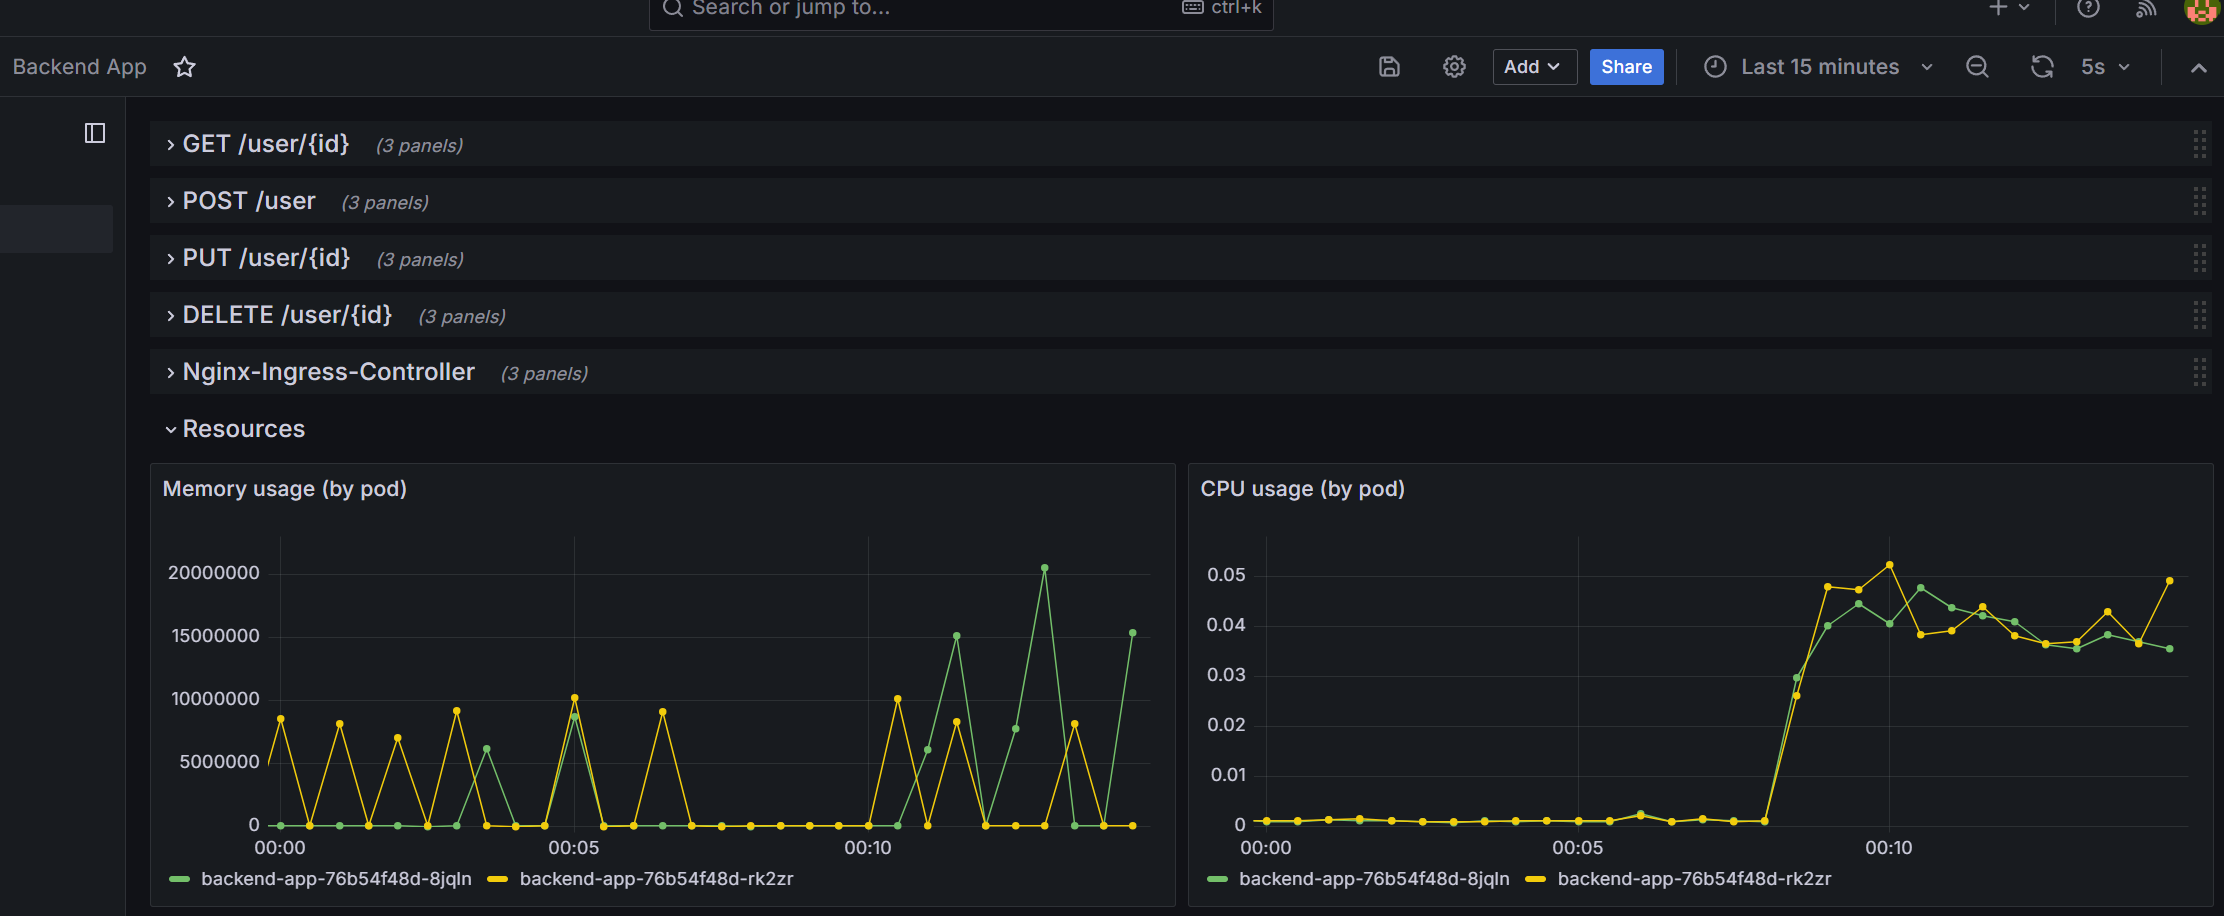 Search or jump to... ctrl+k
Backend App Add Share Last 15 minutes 5s
GET /user/{id} (3 panels)
POST /user (3 panels)
PUT /user/{id} (3 panels)
DELETE /user/{id} (3 panels)
Nginx-Ingress-Controller (3 panels)
Resources
Memory usage (by pod)
20000000
15000000
10000000
5000000
0
00:00 00:05 00:10
backend-app-76b54f48d-8jqln backend-app-76b54f48d-rk2zr
CPU usage (by pod)
0.05
0.04
0.03
0.02
0.01
0
00:00 00:05 00:10
backend-app-76b54f48d-8jqln backend-app-76b54f48d-rk2zr